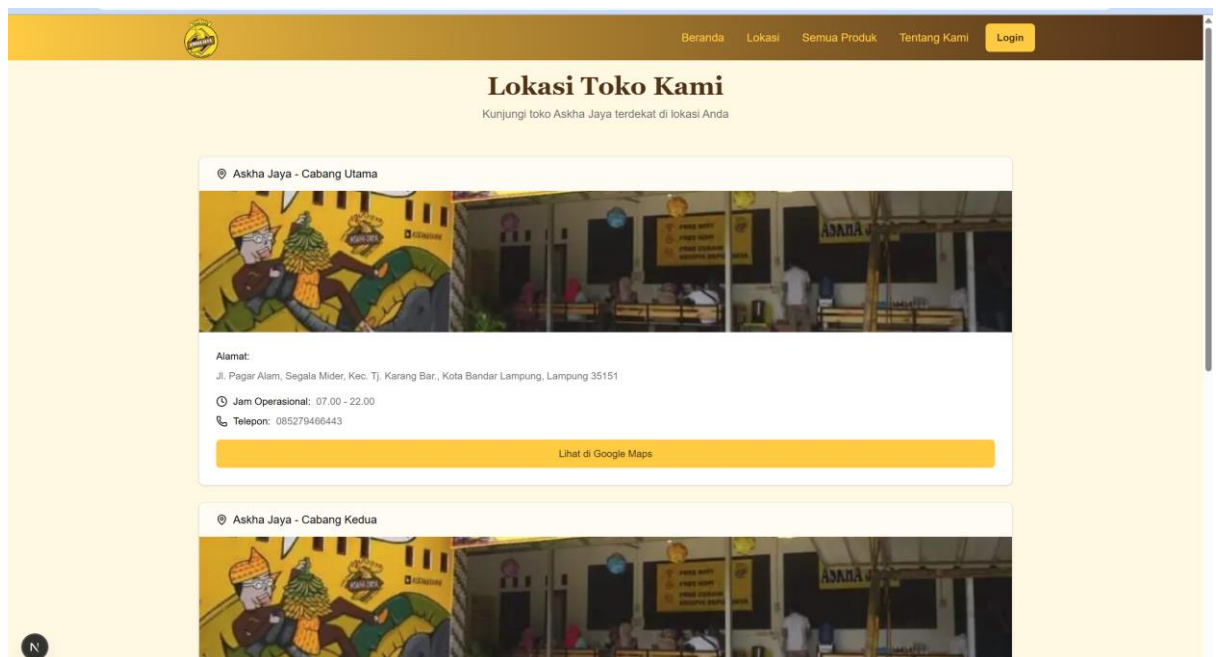 Beranda Lokasi Semua Produk Tentang Kami Login
Lokasi Toko Kami
Kunjungi toko Askha Jaya terdekat di lokasi Anda
Askha Jaya - Cabang Utama
ASKHA J
Alamat:
Jl. Pagar Alam, Segala Mider, Kec. Tj. Karang Bar., Kota Bandar Lampung, Lampung 35151
Jam Operasional: 07.00 - 22.00
Telepon: 085279466443
Lihat di Google Maps
Askha Jaya - Cabang Kedua
ASKHA J
N